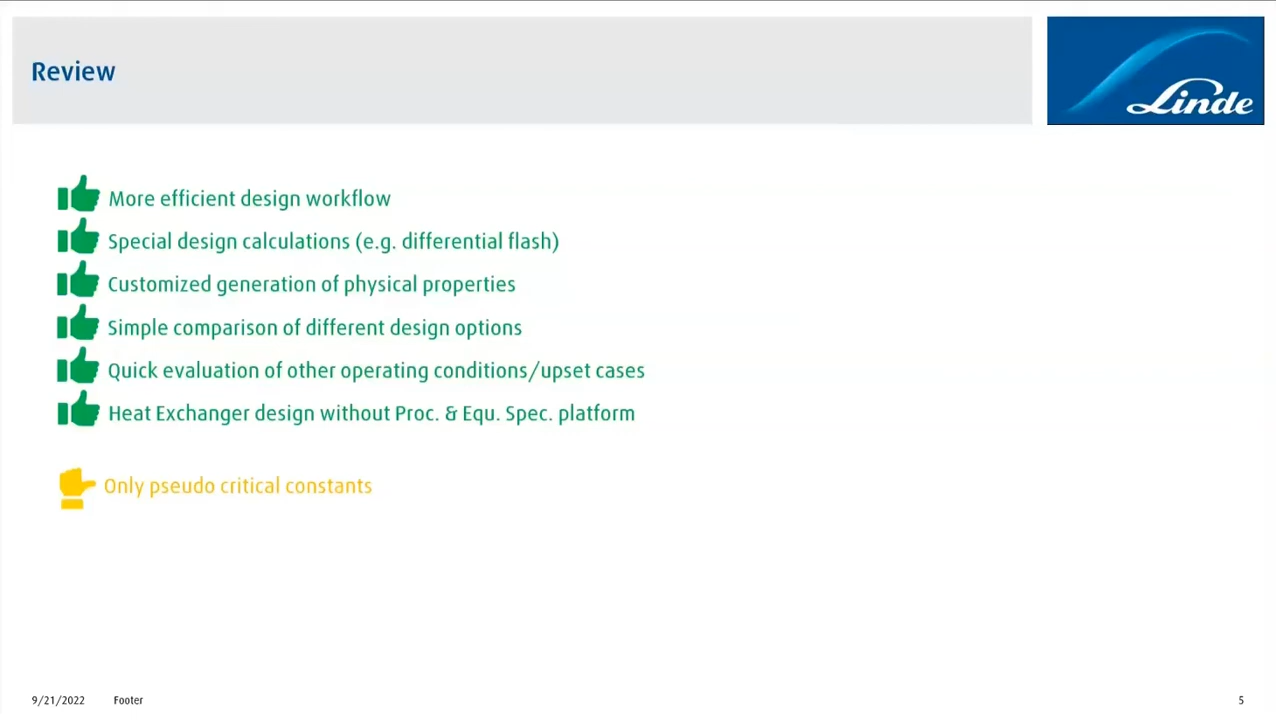 Review
Linde
More efficient design workflow
Special design calculations (e.g. differential flash)
Customized generation of physical properties
Simple comparison of different design options
Quick evaluation of other operating conditions/upset cases
Heat Exchanger design without Proc. & Equ. Spec. platform
Only pseudo critical constants
9/21/2022 Footer 5